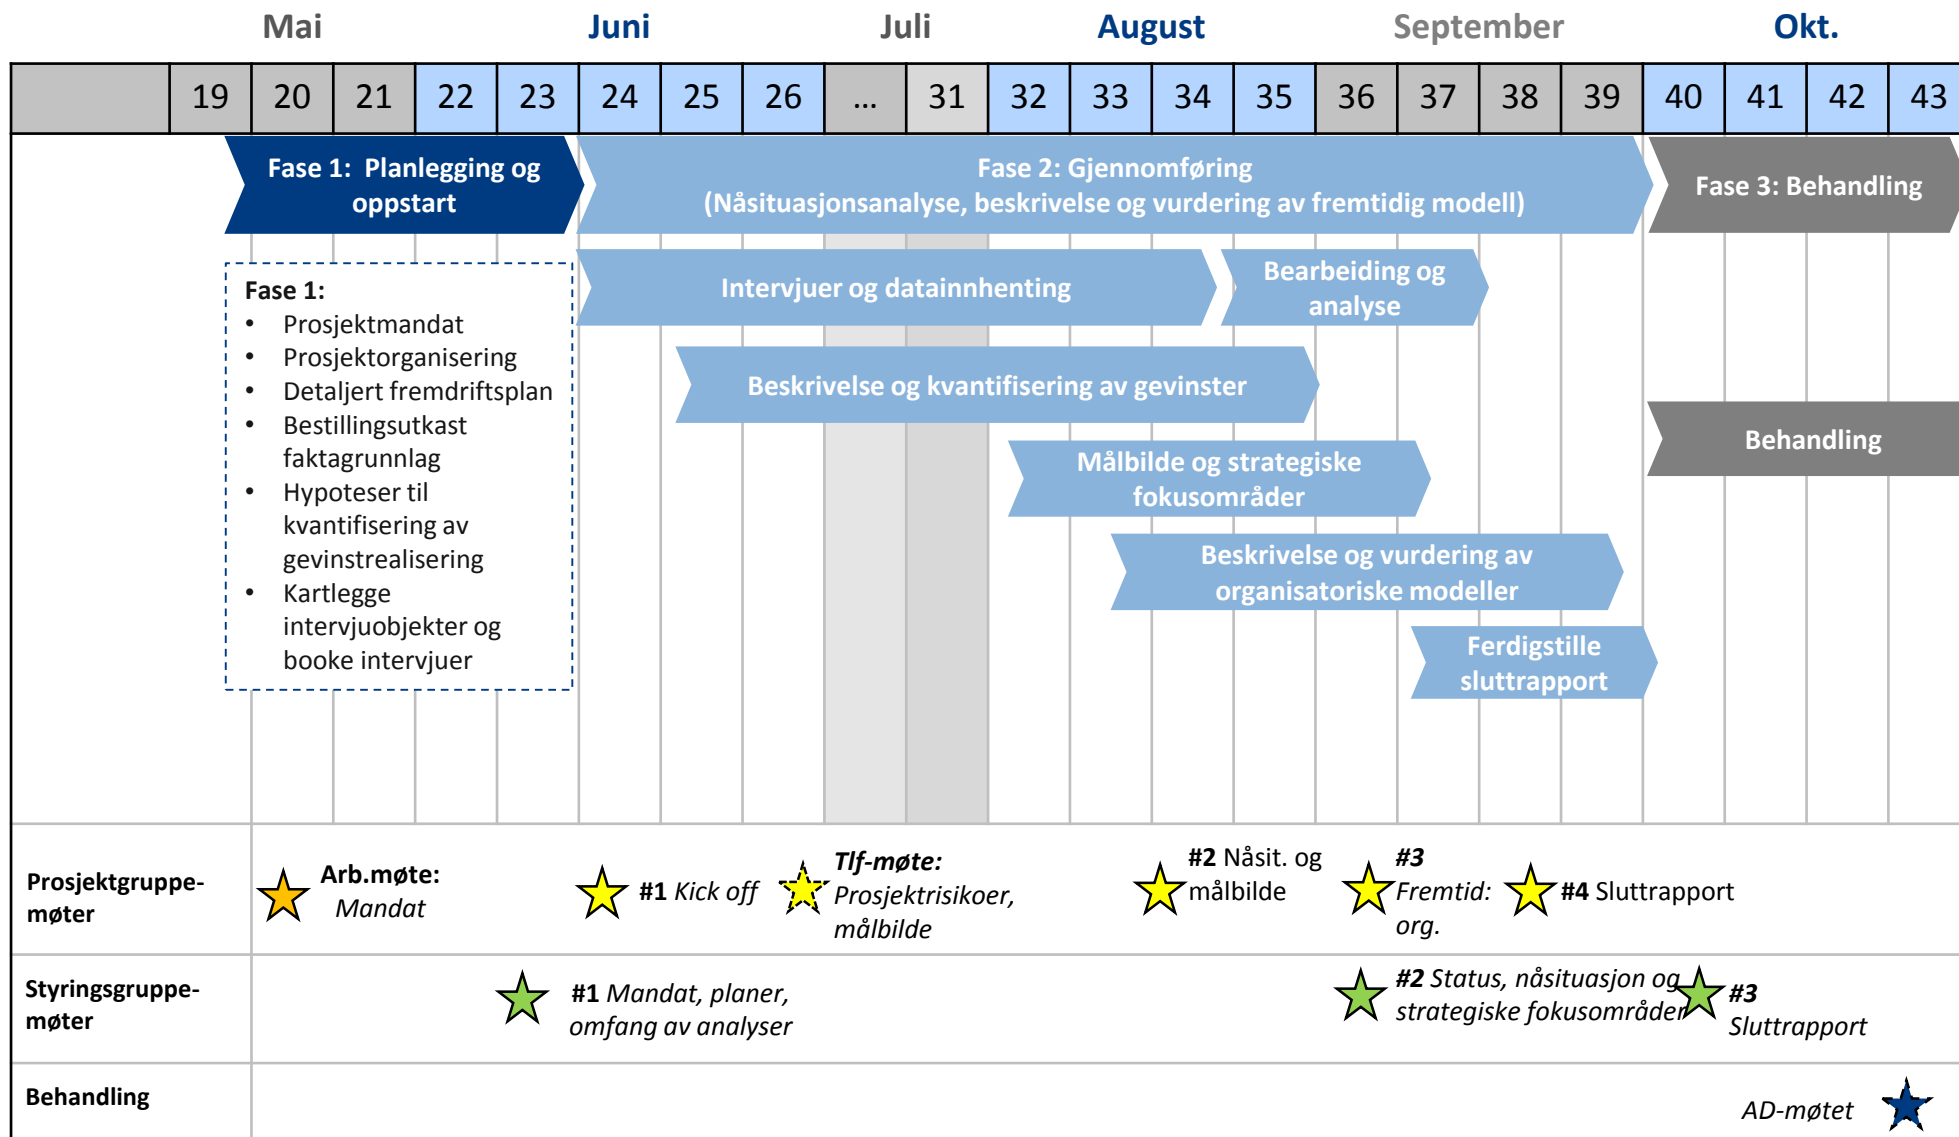 Mai Juni Juli August September Okt.
19 20 21 22 23 24 25 26 ... 31 32 33 34 35 36 37 38 39 40 41 42 43
Fase 1: Planlegging og
oppstart
Fase 2: Gjennomføring
(Nåsituasjonsanalyse, beskrivelse og vurdering av fremtidig modell)
Fase 3: Behandling
Fase 1:
• Prosjektmandat
• Prosjektorganisering
• Detaljert fremdriftsplan
• Bestillingsutkast
faktagrunnlag
• Hypoteser til
kvantifisering av
gevinstrealisering
• Kartlegge
intervjuobjekter og
booke intervjuer
Intervjuer og datainnhenting
Bearbeiding og
analyse
Beskrivelse og kvantifisering av gevinster
Målbilde og strategiske
fokusområder
Behandling
Beskrivelse og vurdering av
organisatoriske modeller
Ferdigstille
sluttrapport
Prosjektgruppe-
møter
Arb.møte:
Mandat
#1 Kick off
Tlf-møte:
Prosjektrisikoer,
målbilde
#2 Nåsit. og
målbilde
#3
Fremtid:
org.
#4 Sluttrapport
Styringsgruppe-
møter
#1 Mandat, planer,
omfang av analyser
#2 Status, nåsituasjon og
strategiske fokusområder
#3
Sluttrapport
Behandling
AD-møtet